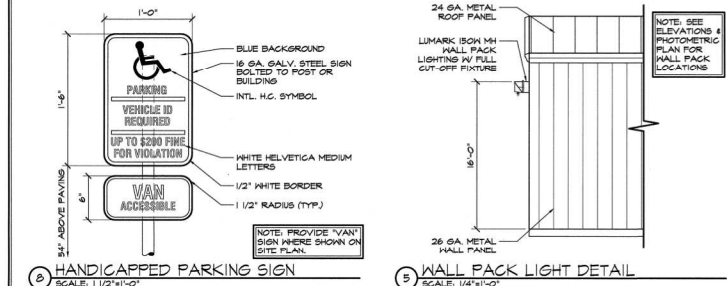 1'-0"
BLUE BACKGROUND
16 GA. GALV. STEEL SIGN
BOLTED TO POST OR
BUILDING
INTL. H.C. SYMBOL
1'-6"
PARKING
VEHICLE ID
REQUIRED
UP TO $200 FINE
FOR VIOLATION
WHITE HELVETICA MEDIUM
LETTERS
1/2" WHITE BORDER
1 1/2" RADIUS (TYP.)
6"
VAN
ACCESSIBLE
54" ABOVE PAVING
NOTE: PROVIDE "VAN"
SIGN WHERE SHOWN ON
SITE PLAN.
8 HANDICAPPED PARKING SIGN
SCALE: 1 1/2"=1'-0"
24 GA. METAL
ROOF PANEL
LUMARK 150W MH
WALL PACK
LIGHTING W/ FULL
CUT-OFF FIXTURE
NOTE: SEE
ELEVATIONS &
PHOTOMETRIC
PLAN FOR
WALL PACK
LOCATIONS
16'-0"
26 GA. METAL
WALL PANEL
5 WALL PACK LIGHT DETAIL
SCALE: 1/4"=1'-0"